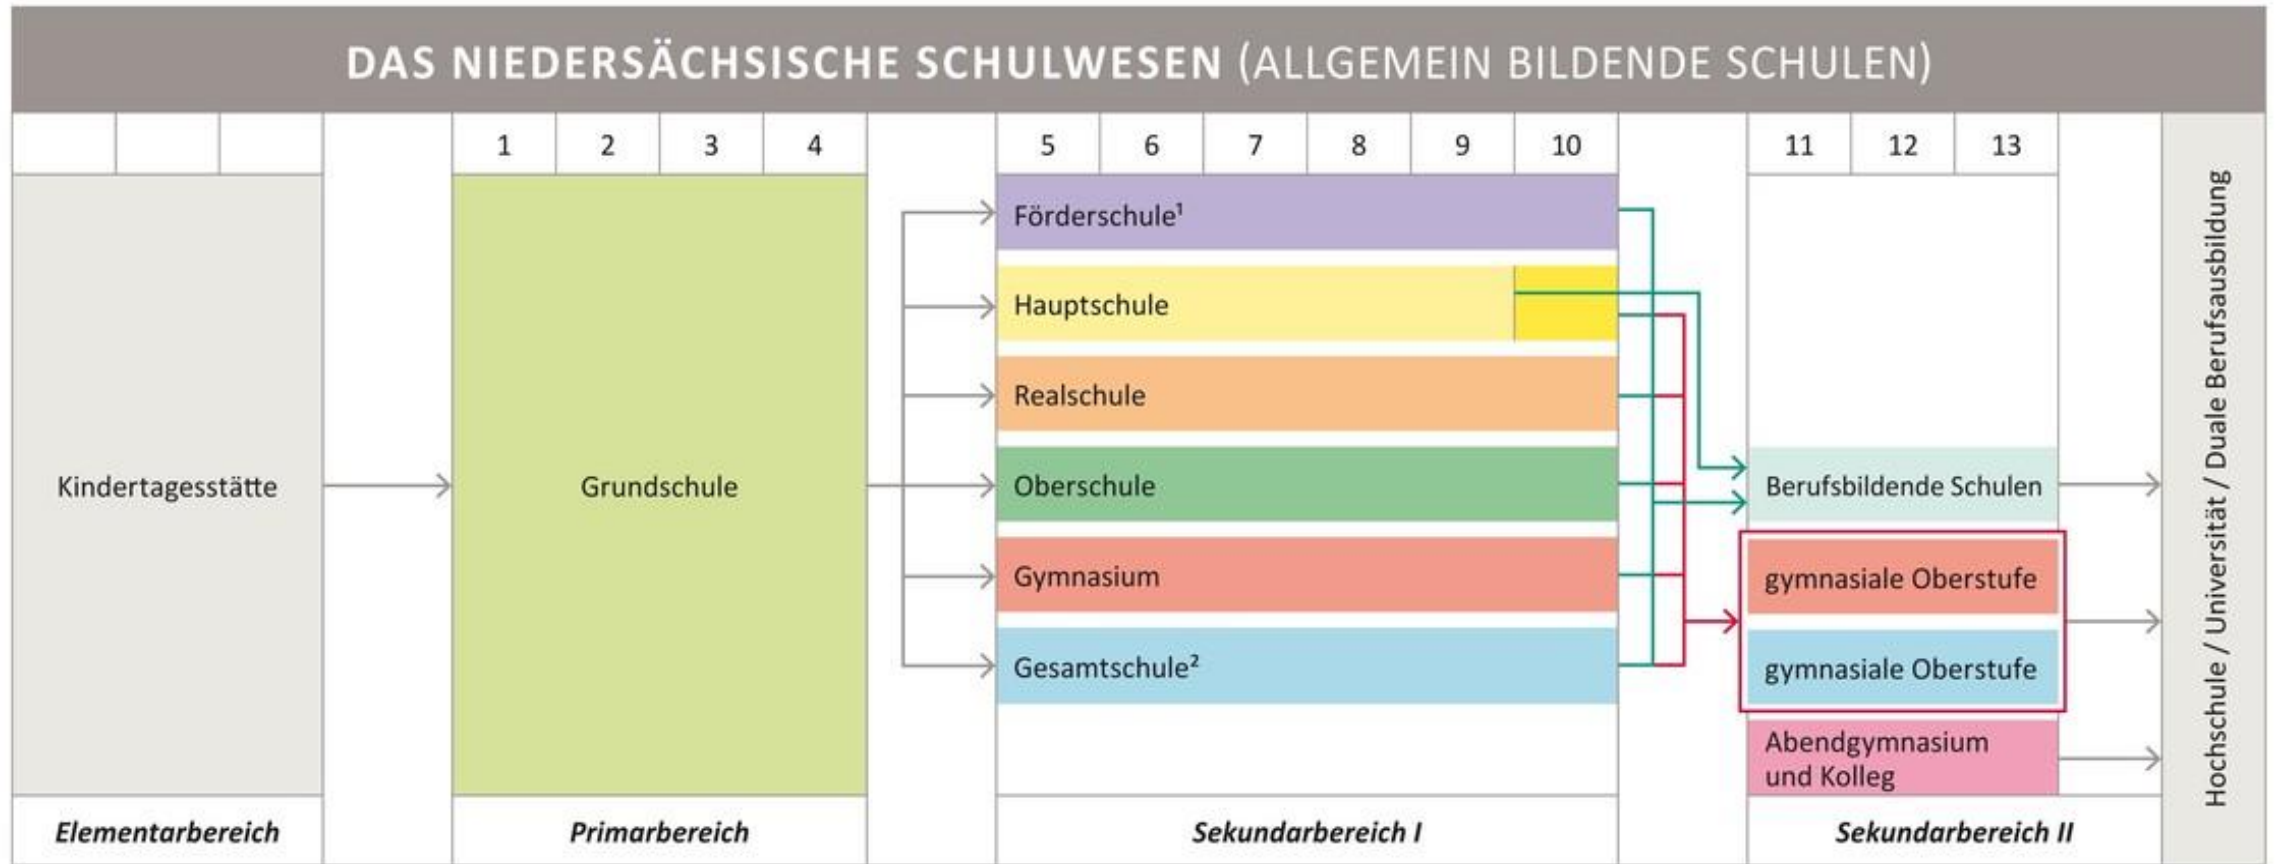 DAS NIEDERSÄCHSISCHE SCHULWESEN (ALLGEMEIN BILDENDE SCHULEN)
1 2 3 4 5 6 7 8 9 10 11 12 13
Kindertagesstätte
Grundschule
Förderschule¹
Hauptschule
Realschule
Oberschule
Gymnasium
Gesamtschule²
Berufsbildende Schulen
gymnasiale Oberstufe
gymnasiale Oberstufe
Abendgymnasium
und Kolleg
Hochschule / Universität / Duale Berufsausbildung
Elementarbereich
Primarbereich
Sekundarbereich I
Sekundarbereich II